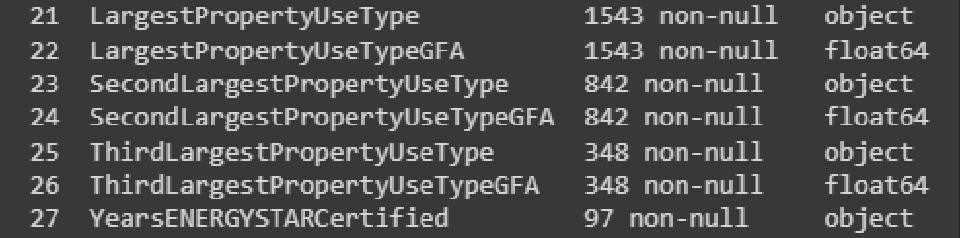 21 LargestPropertyUseType 1543 non-null object
22 LargestPropertyUseTypeGFA 1543 non-null float64
23 SecondLargestPropertyUseType 842 non-null object
24 SecondLargestPropertyUseTypeGFA 842 non-null float64
25 ThirdLargestPropertyUseType 348 non-null object
26 ThirdLargestPropertyUseTypeGFA 348 non-null float64
27 YearsENERGYSTARCertified 97 non-null object